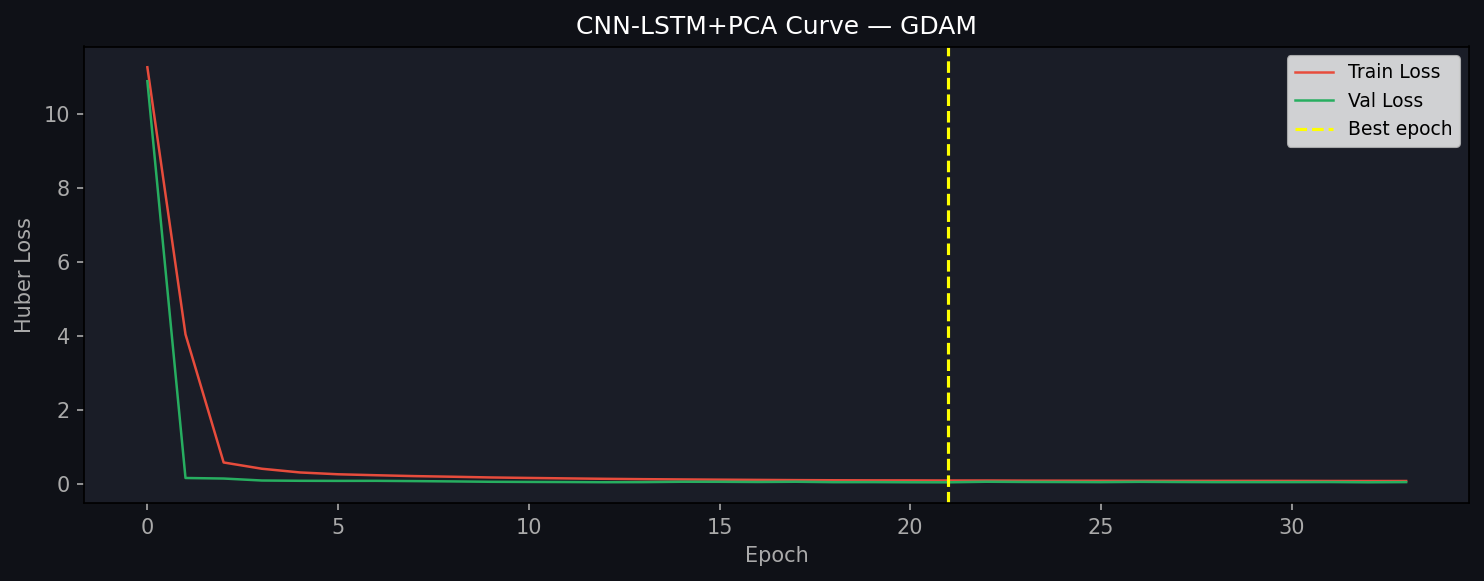 CNN-LSTM+PCA Curve — GDAM
Train Loss
Val Loss
Best epoch
Huber Loss
10
8
6
4
2
0
0 5 10 15 20 25 30
Epoch